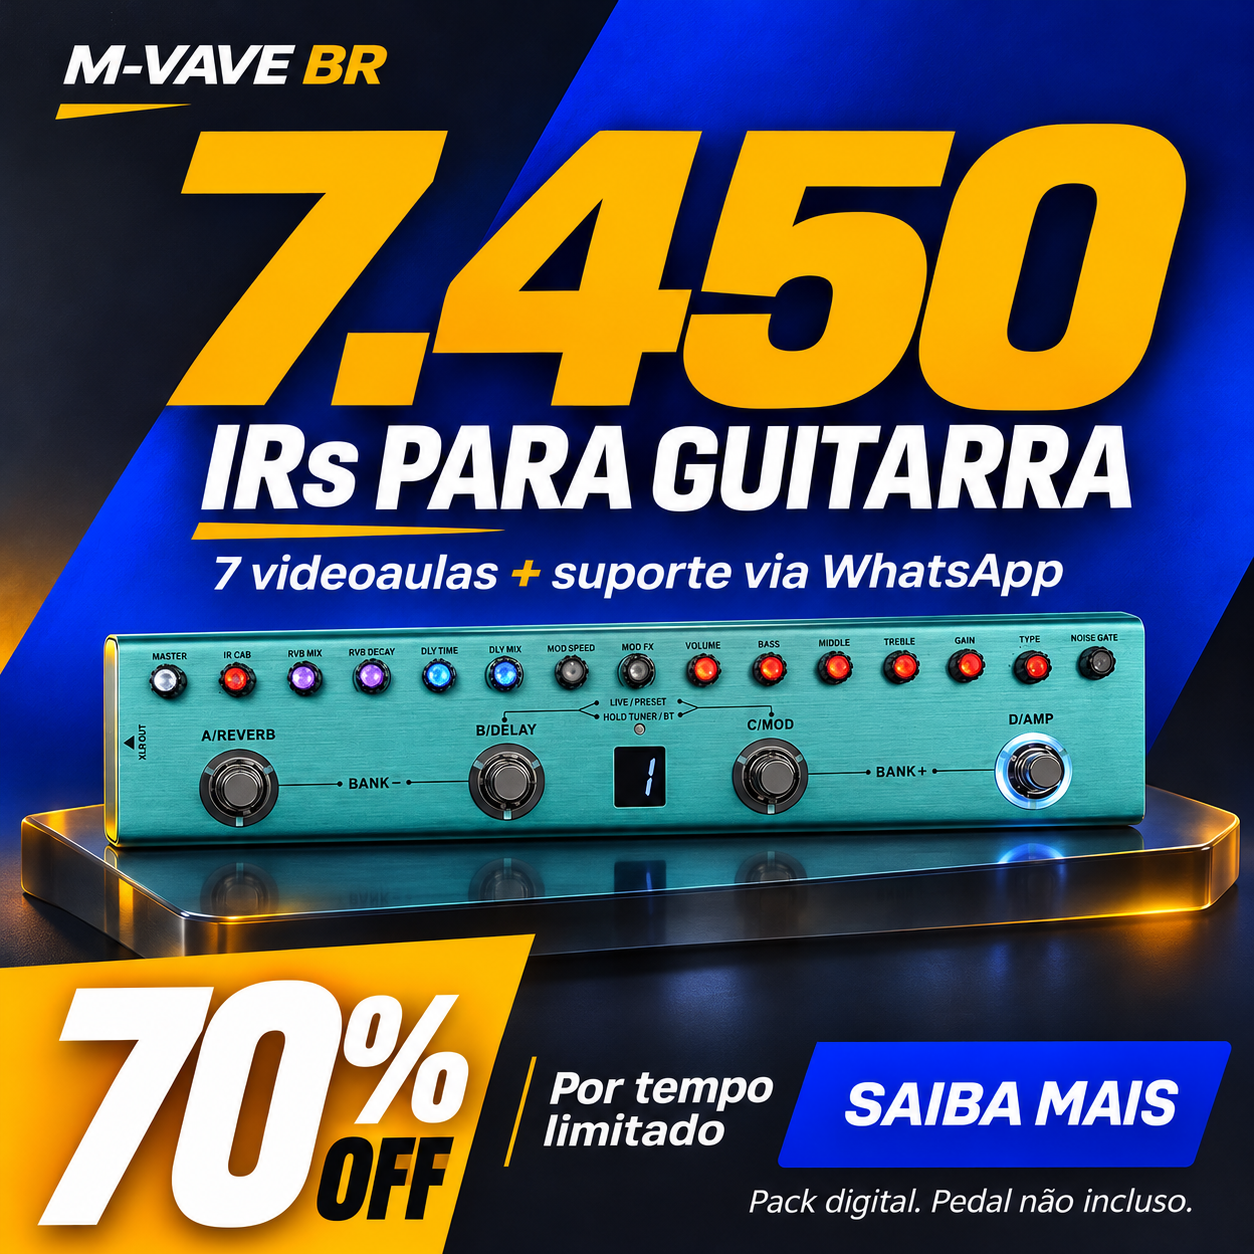 M-VAVE BR
7.450
IRs PARA GUITARRA
7 videoaulas + suporte via WhatsApp
MASTER
IR CAB
RVB MIX
RVB DECAY
DLY TIME
DLY MIX
MOD SPEED
MOD FX
VOLUME
BASS
MIDDLE
TREBLE
GAIN
TYPE
NOISE GATE
LIVE / PRESET
HOLD TUNER / BT
XLR OUT
A/REVERB
B/DELAY
C/MOD
D/AMP
BANK –
1
BANK +
70%
OFF
Por tempo
limitado
SAIBA MAIS
Pack digital. Pedal não incluso.